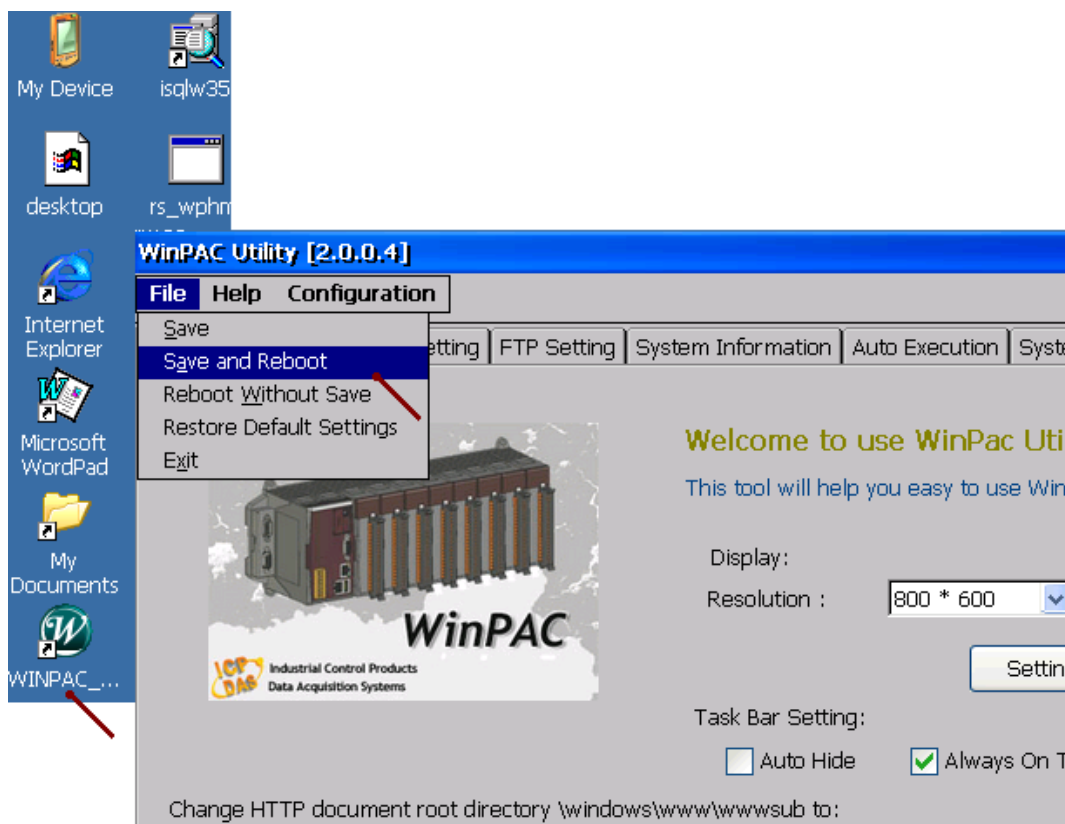 My Device
isqlw35
desktop
rs_wphm
Internet
Explorer
Microsoft
WordPad
My
Documents
WINPAC_...
WinPAC Utility [2.0.0.4]
File Help Configuration
Save
Save and Reboot
Reboot Without Save
Restore Default Settings
Exit
FTP Setting System Information Auto Execution
WinPAC
ICP DAS
Industrial Control Products
Data Acquisition Systems
Welcome to use WinPac Uti
This tool will help you easy to use Win
Display:
Resolution : 800 * 600
Settin
Task Bar Setting:
Auto Hide Always On T
Change HTTP document root directory \windows\www\wwwsub to: